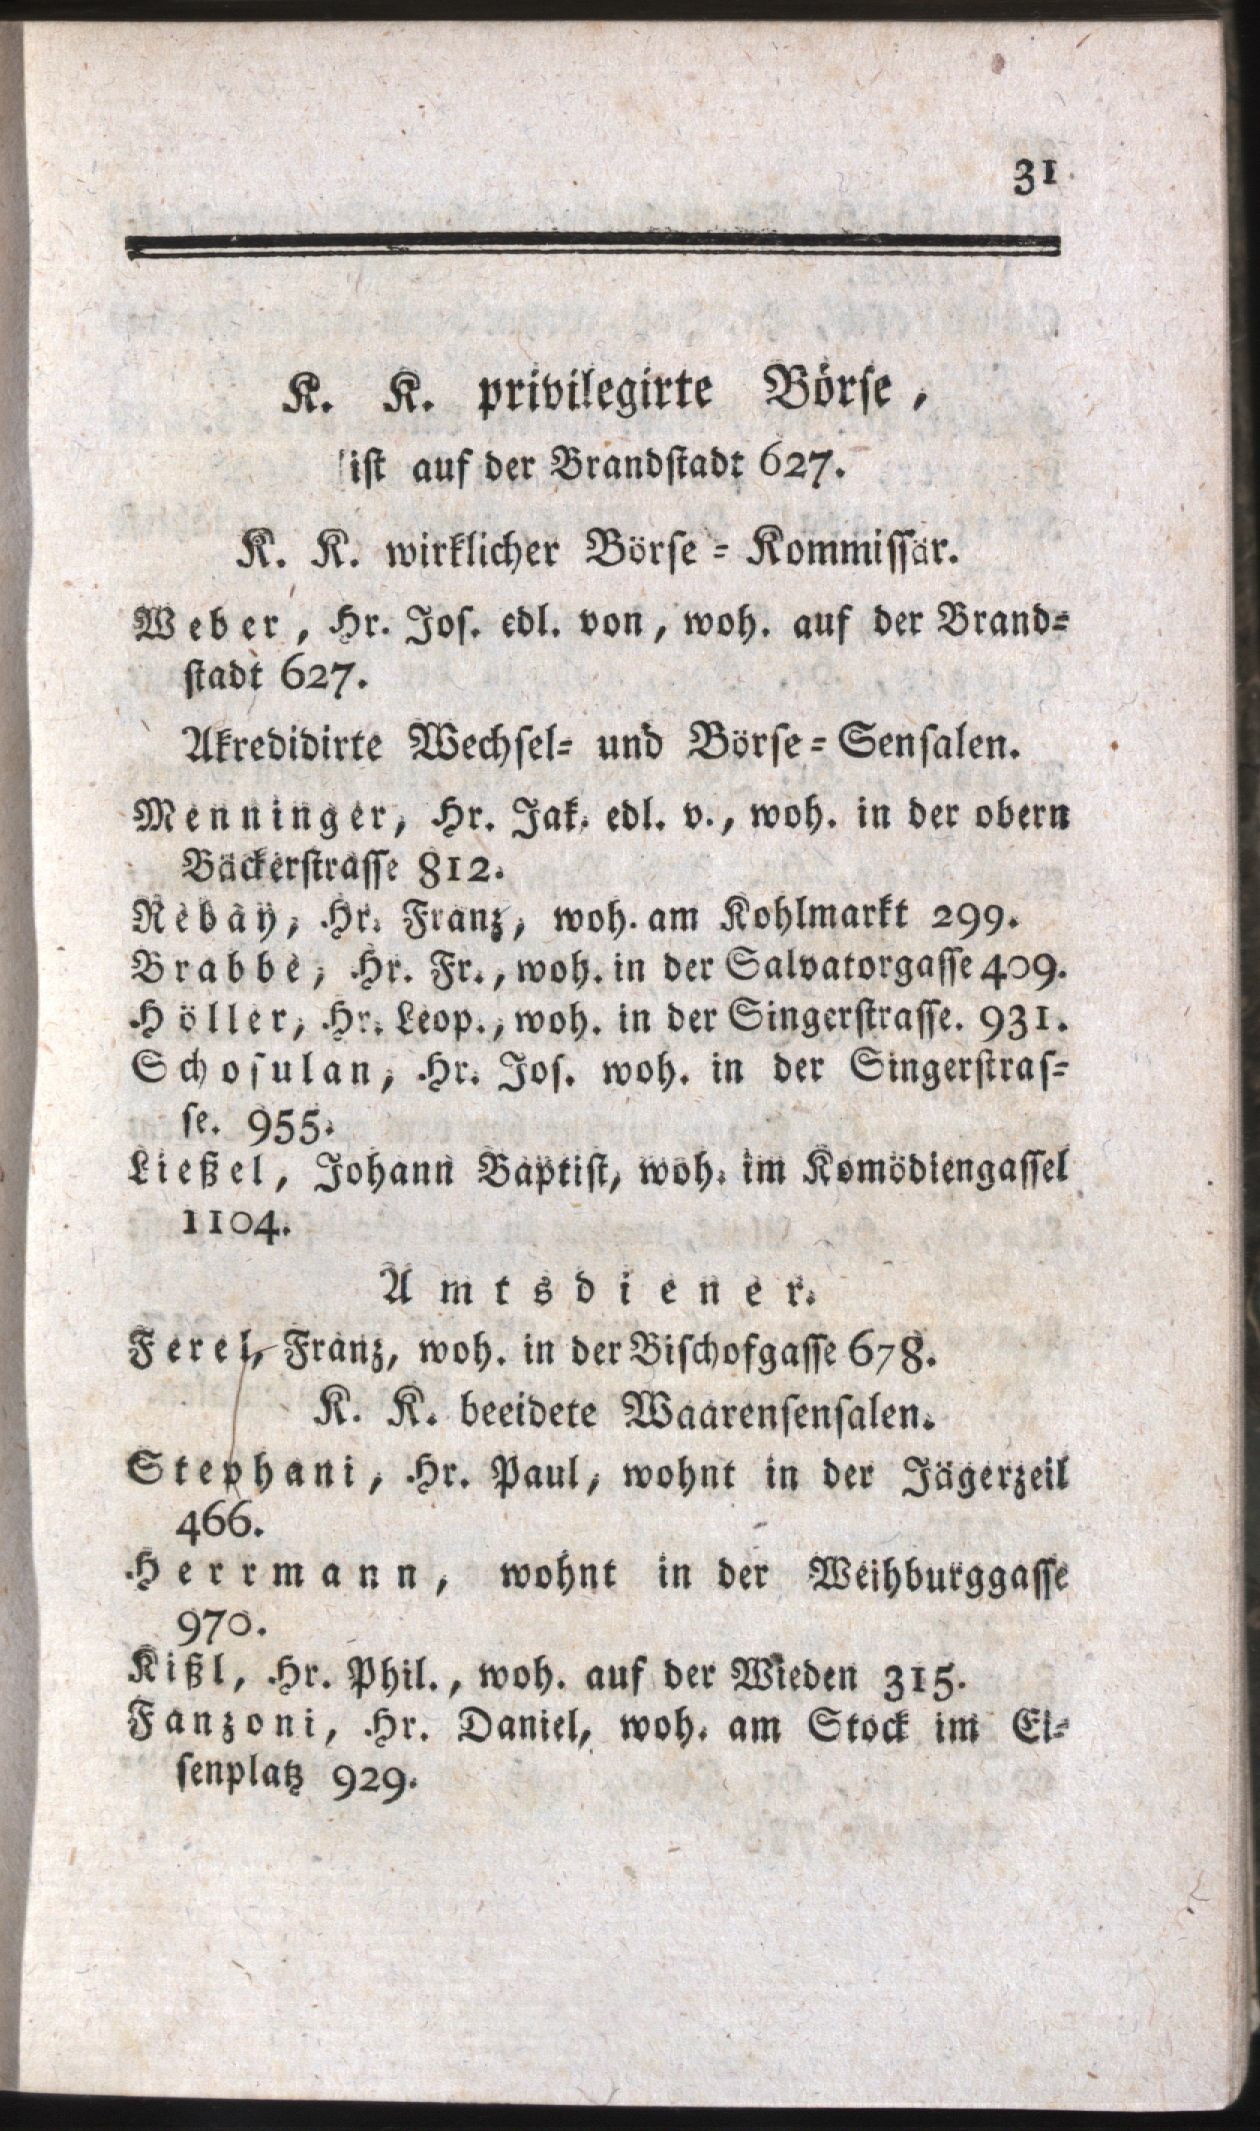 31
K. K. privilegirte Börse,
ist auf der Brandstadt 627.
K. K. wirklicher Börse-Kommissär.
Weber, Hr. Jos. edl. von, woh. auf der Brand-
stadt 627.
Akredidirte Wechsel- und Börse-Sensalen.
Menninger, Hr. Jak. edl. v., woh. in der obern
Bäckerstrasse 812.
Rebay, Hr. Franz, woh. am Kohlmarkt 299.
Brabbe, Hr. Fr., woh. in der Salvatorgasse 409.
Höller, Hr. Leop., woh. in der Singerstrasse. 931.
Schosulan, Hr. Jos. woh. in der Singerstras-
se. 955.
Ließel, Johann Baptist, woh. im Komödiengassel
1104.
Amtsdiener.
Ferel, Franz, woh. in der Bischofgasse 678.
K. K. beeidete Waarensensalen.
Stephani, Hr. Paul, wohnt in der Jägerzeil
466.
Herrmann, wohnt in der Weihburggasse
970.
Kißl, Hr. Phil., woh. auf der Wieden 315.
Fanzoni, Hr. Daniel, woh. am Stock im Ei-
senplatz 929.